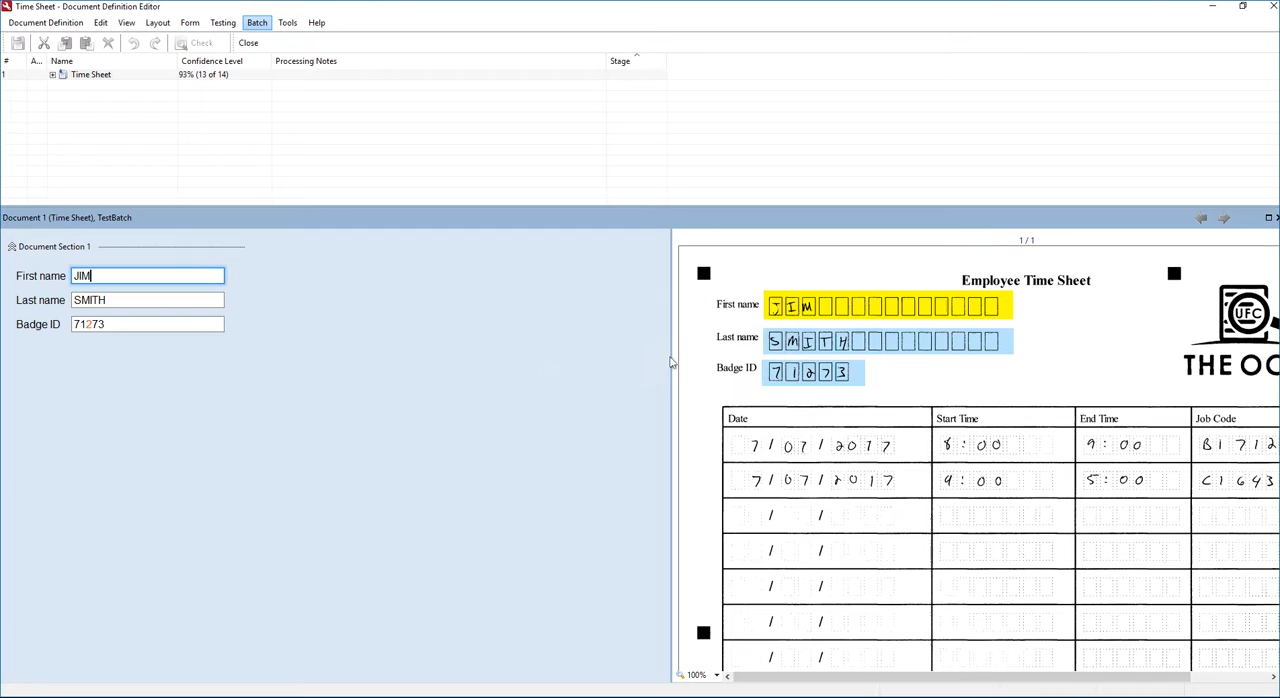 Time Sheet - Document Definition Editor
Document Definition Edit View Layout Form Testing Batch Tools Help
Check Close
# A... Name Confidence Level Processing Notes Stage
1 Time Sheet 93% (13 of 14)
Document 1 (Time Sheet), TestBatch
Document Section 1
First name JIM
Last name SMITH
Badge ID 71273
1 / 1
Employee Time Sheet
First name JIM
Last name SMITH
Badge ID 71273
UFC
THE OC
Date Start Time End Time Job Code
7/07/2017 8:00 9:00 B1712
7/07/2017 9:00 5:00 C1643
/ /
/ /
/ /
/ /
/ /
100%